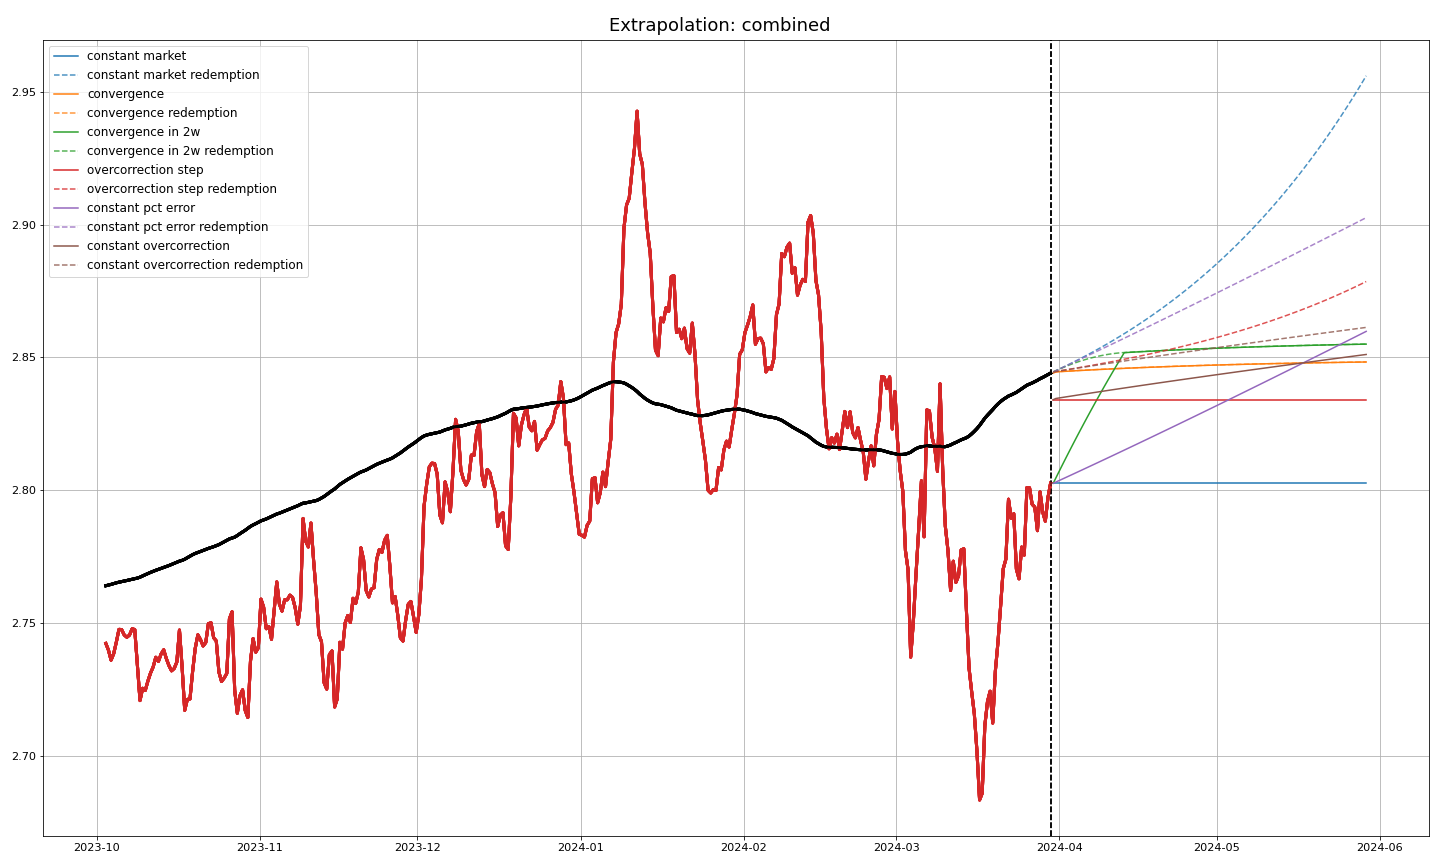 Extrapolation: combined
constant market
constant market redemption
convergence
convergence redemption
convergence in 2w
convergence in 2w redemption
overcorrection step
overcorrection step redemption
constant pct error
constant pct error redemption
constant overcorrection
constant overcorrection redemption
2.95
2.90
2.85
2.80
2.75
2.70
2023-10 2023-11 2023-12 2024-01 2024-02 2024-03 2024-04 2024-05 2024-06